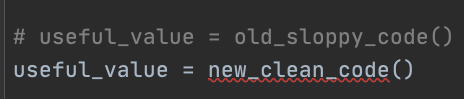 # useful_value = old_sloppy_code()
useful_value = new_clean_code()